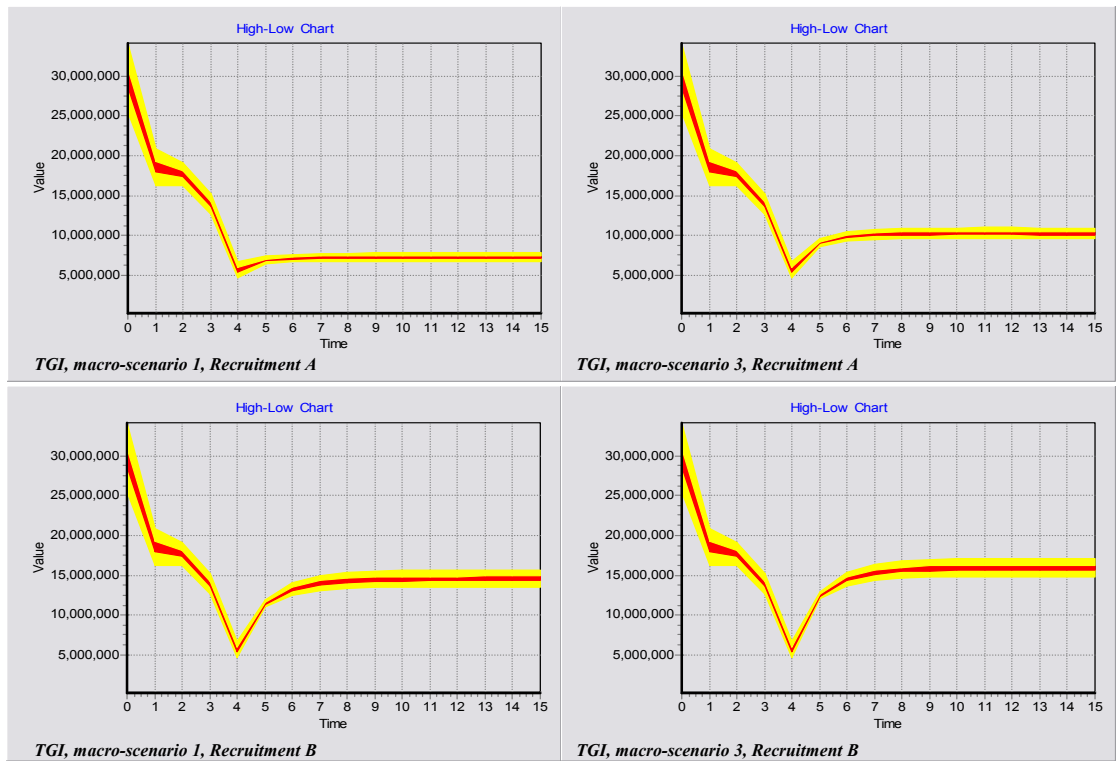 High-Low Chart
Value
30,000,000
25,000,000
20,000,000
15,000,000
10,000,000
5,000,000
0 1 2 3 4 5 6 7 8 9 10 11 12 13 14 15
Time
TGI, macro-scenario 1, Recruitment A
High-Low Chart
Value
30,000,000
25,000,000
20,000,000
15,000,000
10,000,000
5,000,000
0 1 2 3 4 5 6 7 8 9 10 11 12 13 14 15
Time
TGI, macro-scenario 3, Recruitment A
High-Low Chart
Value
30,000,000
25,000,000
20,000,000
15,000,000
10,000,000
5,000,000
0 1 2 3 4 5 6 7 8 9 10 11 12 13 14 15
Time
TGI, macro-scenario 1, Recruitment B
High-Low Chart
Value
30,000,000
25,000,000
20,000,000
15,000,000
10,000,000
5,000,000
0 1 2 3 4 5 6 7 8 9 10 11 12 13 14 15
Time
TGI, macro-scenario 3, Recruitment B